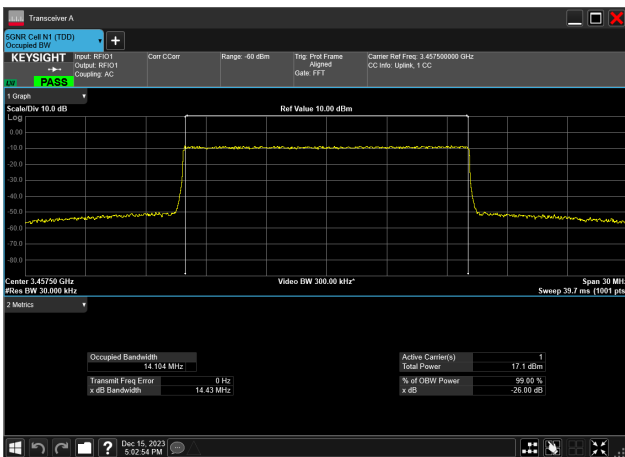 Transceiver A
5GNR Cell N1 (TDD)
Occupied BW
KEYSIGHT
Input: RFIO1
Output: RFIO1
Coupling: AC
Corr CCorr
Range: -60 dBm
Trig: Prot Frame
Aligned
Gate: FFT
Carrier Ref Freq: 3.457500000 GHz
CC Info: Uplink, 1 CC
PASS
1 Graph
Scale/Div 10.0 dB
Ref Value 10.00 dBm
Log
0.00
-10.0
-20.0
-30.0
-40.0
-50.0
-60.0
-70.0
-80.0
Center 3.45750 GHz
Video BW 300.00 kHz*
Span 30 MHz
#Res BW 30.000 kHz
Sweep 39.7 ms (1001 pts
2 Metrics
Occupied Bandwidth
14.104 MHz
Active Carrier(s) 1
Total Power 17.1 dBm
Transmit Freq Error 0 Hz
x dB Bandwidth 14.43 MHz
% of OBW Power 99.00 %
x dB -26.00 dB
Dec 15, 2023
5:02:54 PM